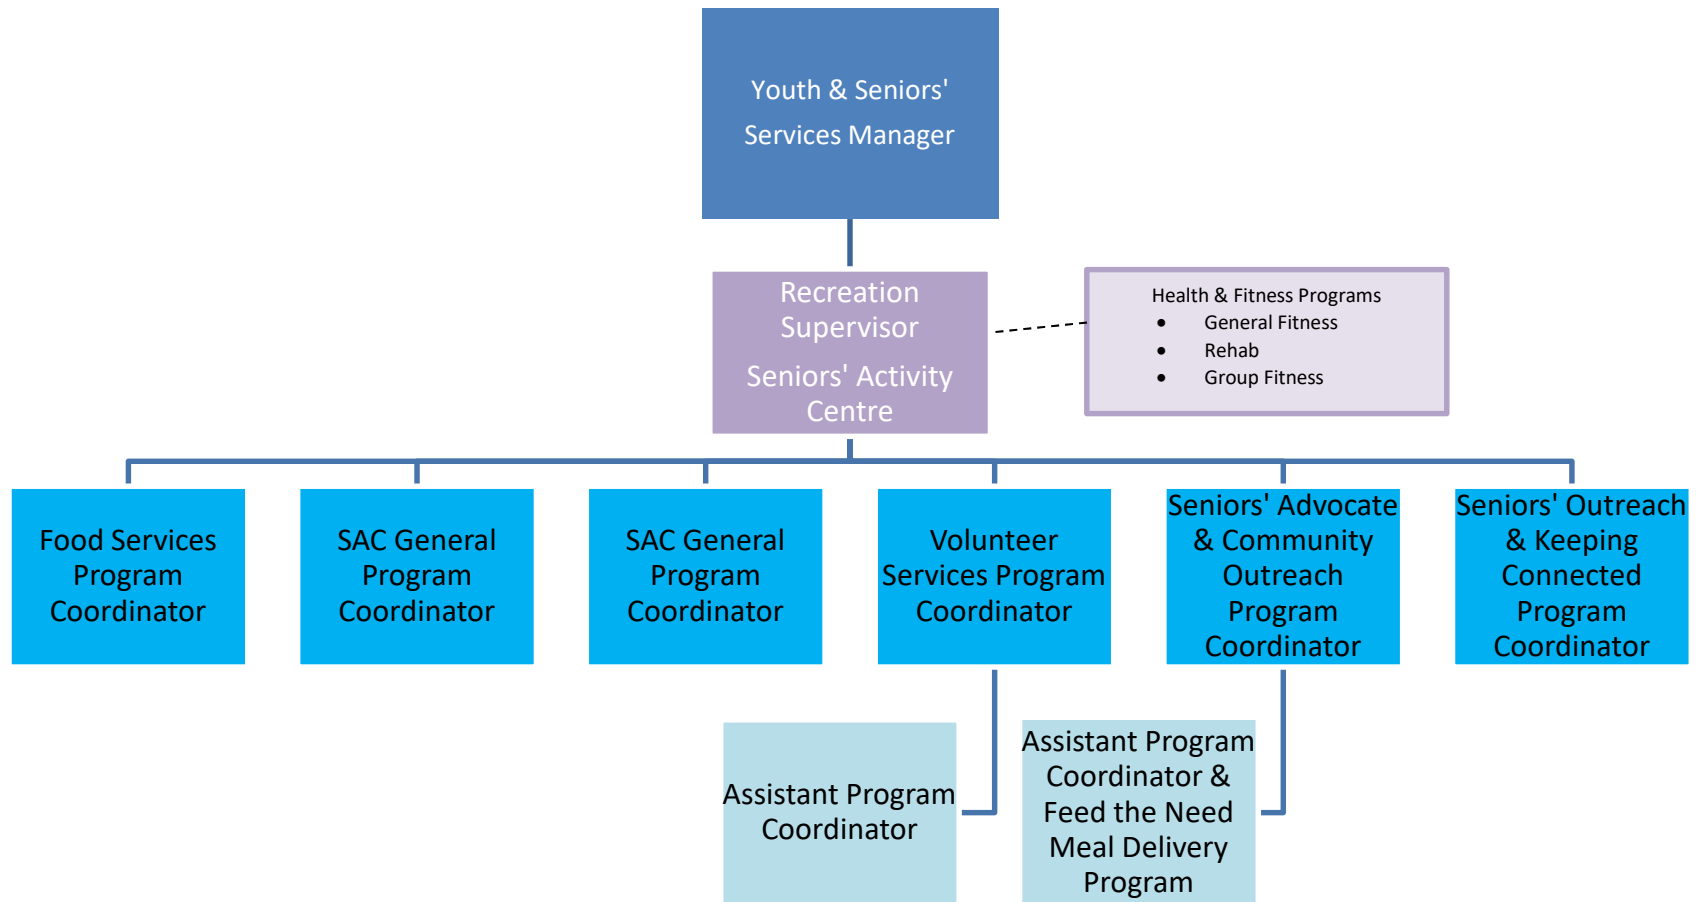 Youth & Seniors'
Services Manager
Recreation
Supervisor
Seniors' Activity
Centre
Health & Fitness Programs
• General Fitness
• Rehab
• Group Fitness
Food Services
Program
Coordinator
SAC General
Program
Coordinator
SAC General
Program
Coordinator
Volunteer
Services Program
Coordinator
Seniors' Advocate
& Community
Outreach
Program
Coordinator
Seniors' Outreach
& Keeping
Connected
Program
Coordinator
Assistant Program
Coordinator
Assistant Program
Coordinator &
Feed the Need
Meal Delivery
Program